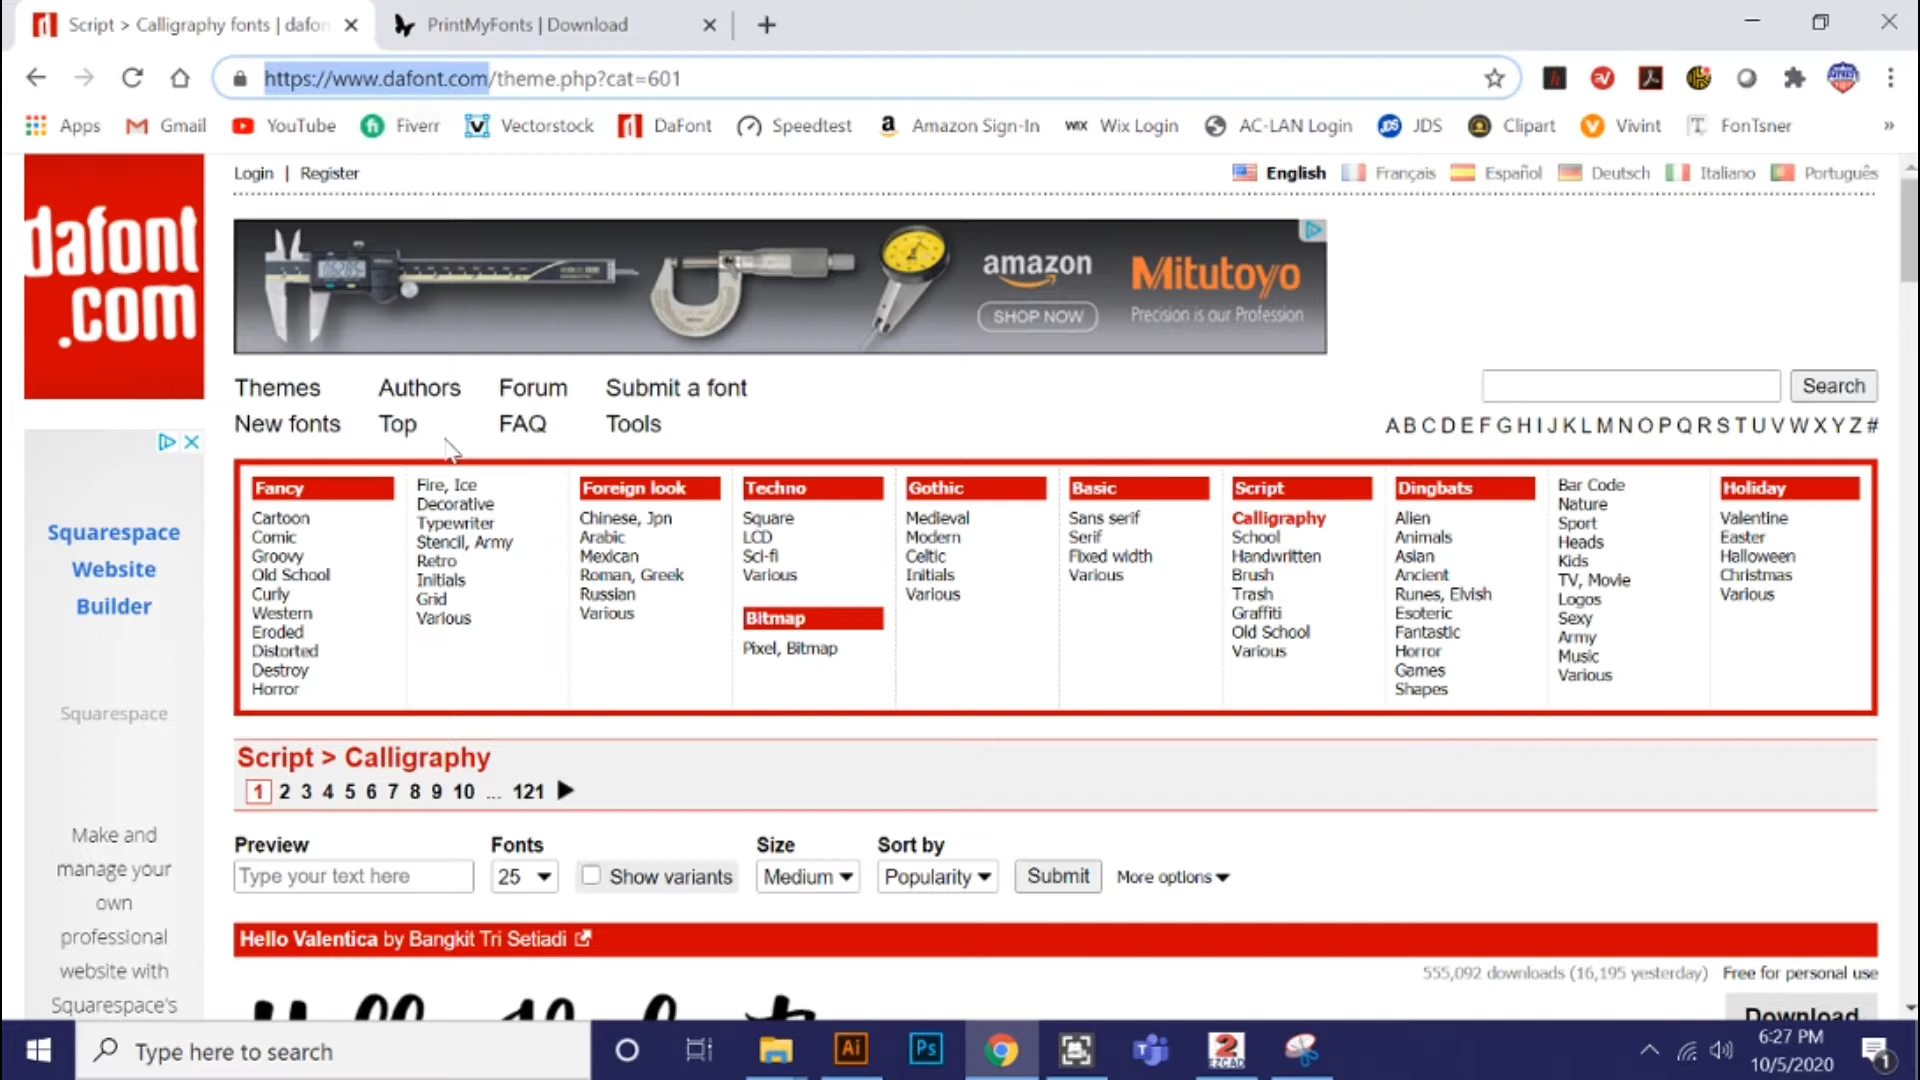 Script > Calligraphy fonts | dafon
PrintMyFonts | Download
https://www.dafont.com/theme.php?cat=601
Apps
Gmail
YouTube
Fiverr
Vectorstock
DaFont
Speedtest
Amazon Sign-In
Wix Login
AC-LAN Login
JDS
Clipart
Vivint
FonTsner
»
dafont
.com
Login | Register
English
Français
Español
Deutsch
Italiano
Português
amazon
SHOP NOW
Mitutoyo
Precision is our Profession
Themes
Authors
Forum
Submit a font
New fonts
Top
FAQ
Tools
Search
A B C D E F G H I J K L M N O P Q R S T U V W X Y Z #
Fancy
Cartoon
Comic
Groovy
Old School
Curly
Western
Eroded
Distorted
Destroy
Horror
Fire, Ice
Decorative
Typewriter
Stencil, Army
Retro
Initials
Grid
Various
Foreign look
Chinese, Jpn
Arabic
Mexican
Roman, Greek
Russian
Various
Techno
Square
LCD
Sci-fi
Various
Bitmap
Pixel, Bitmap
Gothic
Medieval
Modern
Celtic
Initials
Various
Basic
Sans serif
Serif
Fixed width
Various
Script
Calligraphy
School
Handwritten
Brush
Trash
Graffiti
Old School
Various
Dingbats
Alien
Animals
Asian
Ancient
Runes, Elvish
Esoteric
Fantastic
Horror
Games
Shapes
Bar Code
Nature
Sport
Heads
Kids
TV, Movie
Logos
Sexy
Army
Music
Various
Holiday
Valentine
Easter
Halloween
Christmas
Various
Squarespace
Website
Builder
Squarespace
Make and
manage your
own
professional
website with
Squarespace's
Script > Calligraphy
1 2 3 4 5 6 7 8 9 10 ... 121
Preview
Fonts
Size
Sort by
Type your text here
25
Show variants
Medium
Popularity
Submit
More options
Hello Valentica by Bangkit Tri Setiadi
555,092 downloads (16,195 yesterday)
Free for personal use
Download
Type here to search
Ai
Ps
2
EZCAD
6:27 PM
10/5/2020
1